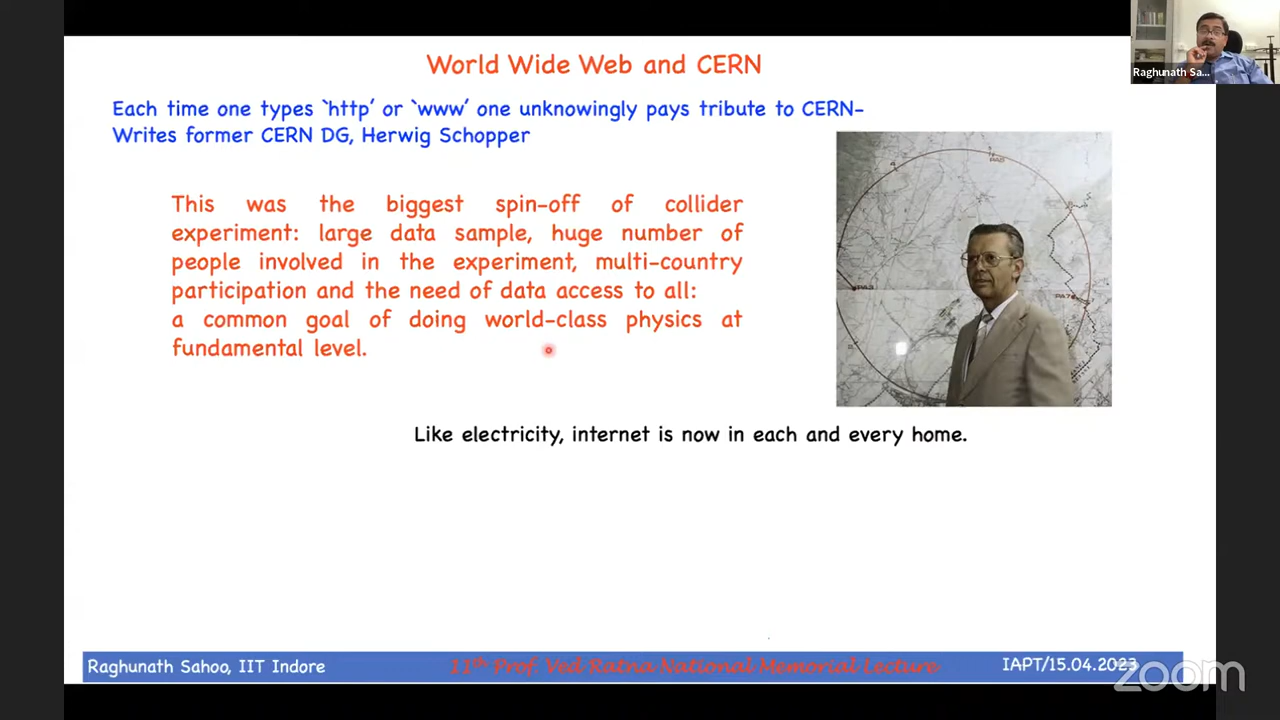 World Wide Web and CERN
Each time one types `http' or `www' one unknowingly pays tribute to CERN-
Writes former CERN DG, Herwig Schopper
This was the biggest spin-off of collider
experiment: large data sample, huge number of
people involved in the experiment, multi-country
participation and the need of data access to all:
a common goal of doing world-class physics at
fundamental level.
Like electricity, internet is now in each and every home.
Raghunath Sahoo, IIT Indore
11th Prof. Ved Ratna National Memorial Lecture
IAPT/15.04.2023
zoom
Raghunath Sa...